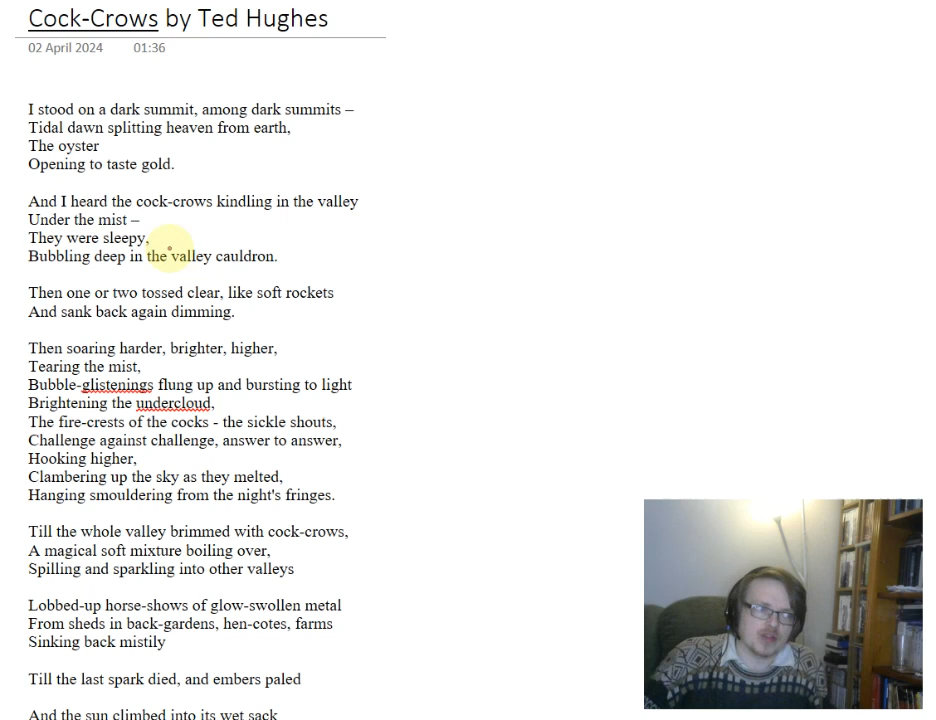 Cock-Crows by Ted Hughes
02 April 2024 01:36
I stood on a dark summit, among dark summits –
Tidal dawn splitting heaven from earth,
The oyster
Opening to taste gold.
And I heard the cock-crows kindling in the valley
Under the mist –
They were sleepy,
Bubbling deep in the valley cauldron.
Then one or two tossed clear, like soft rockets
And sank back again dimming.
Then soaring harder, brighter, higher,
Tearing the mist,
Bubble-glistenings flung up and bursting to light
Brightening the undercloud,
The fire-crests of the cocks - the sickle shouts,
Challenge against challenge, answer to answer,
Hooking higher,
Clambering up the sky as they melted,
Hanging smouldering from the night's fringes.
Till the whole valley brimmed with cock-crows,
A magical soft mixture boiling over,
Spilling and sparkling into other valleys
Lobbed-up horse-shows of glow-swollen metal
From sheds in back-gardens, hen-cotes, farms
Sinking back mistily
Till the last spark died, and embers paled
And the sun climbed into its wet sack